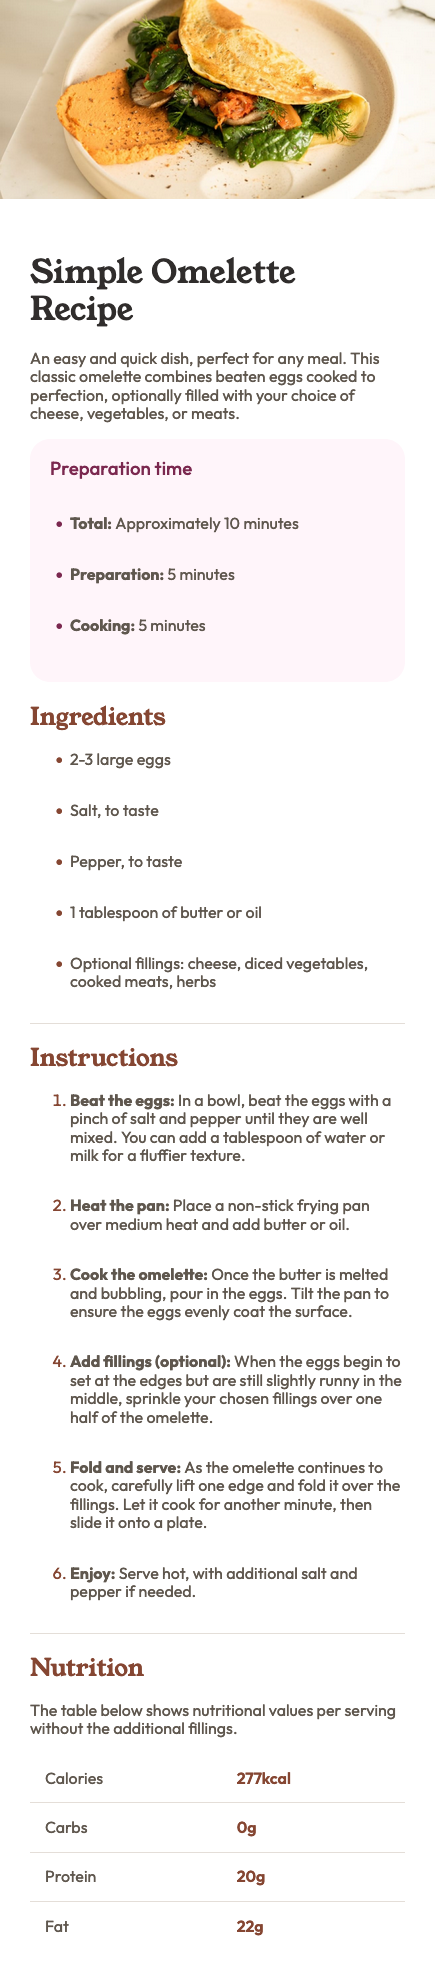 Simple Omelette
Recipe
An easy and quick dish, perfect for any meal. This
classic omelette combines beaten eggs cooked to
perfection, optionally filled with your choice of
cheese, vegetables, or meats.
Preparation time
• Total: Approximately 10 minutes
• Preparation: 5 minutes
• Cooking: 5 minutes
Ingredients
• 2-3 large eggs
• Salt, to taste
• Pepper, to taste
• 1 tablespoon of butter or oil
• Optional fillings: cheese, diced vegetables,
cooked meats, herbs
Instructions
1. Beat the eggs: In a bowl, beat the eggs with a
pinch of salt and pepper until they are well
mixed. You can add a tablespoon of water or
milk for a fluffier texture.
2. Heat the pan: Place a non-stick frying pan
over medium heat and add butter or oil.
3. Cook the omelette: Once the butter is melted
and bubbling, pour in the eggs. Tilt the pan to
ensure the eggs evenly coat the surface.
4. Add fillings (optional): When the eggs begin to
set at the edges but are still slightly runny in the
middle, sprinkle your chosen fillings over one
half of the omelette.
5. Fold and serve: As the omelette continues to
cook, carefully lift one edge and fold it over the
fillings. Let it cook for another minute, then
slide it onto a plate.
6. Enjoy: Serve hot, with additional salt and
pepper if needed.
Nutrition
The table below shows nutritional values per serving
without the additional fillings.
Calories 277kcal
Carbs 0g
Protein 20g
Fat 22g